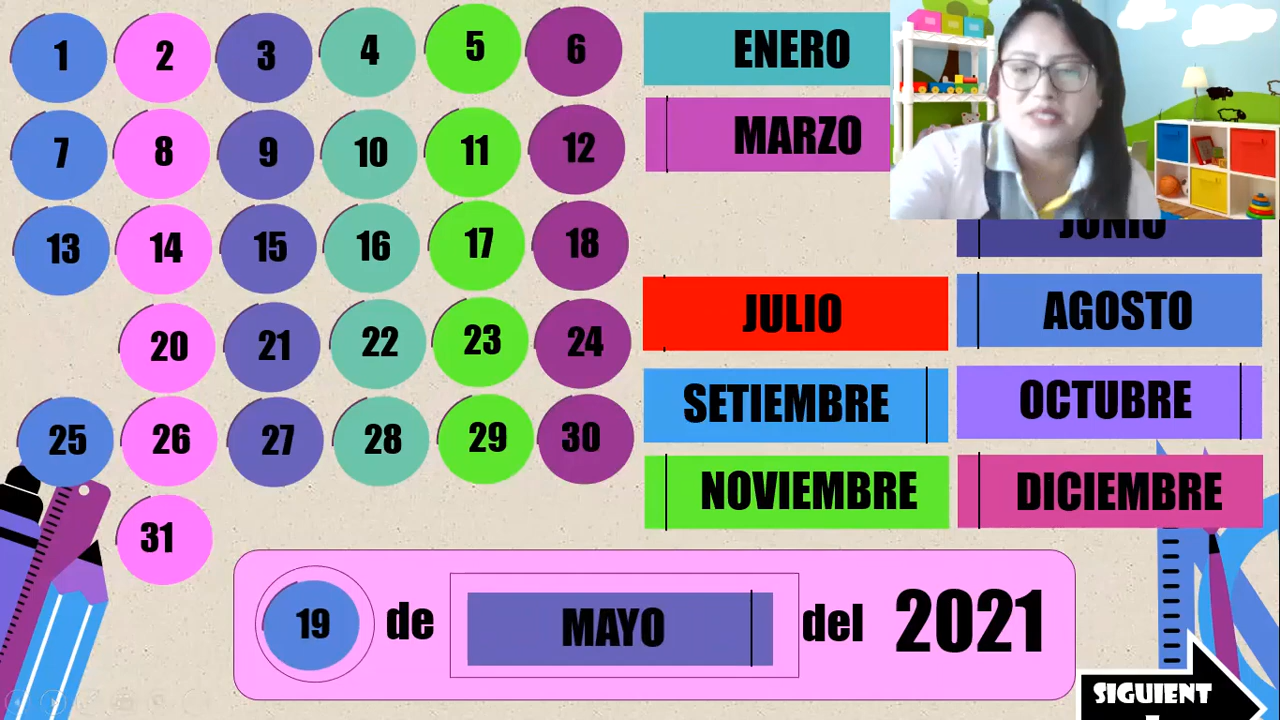 1 2 3 4 5 6
7 8 9 10 11 12
13 14 15 16 17 18
20 21 22 23 24
25 26 27 28 29 30
31
ENERO
MARZO
JUNIO
JULIO AGOSTO
SETIEMBRE OCTUBRE
NOVIEMBRE DICIEMBRE
19 de MAYO del 2021
SIGUIENT